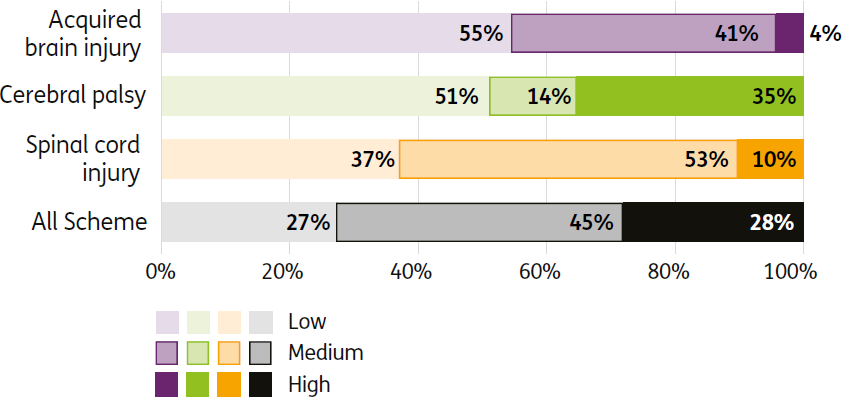 Acquired
brain injury
55% 41% 4%
Cerebral palsy 51% 14% 35%
Spinal cord
injury
37% 53% 10%
All Scheme 27% 45% 28%
0% 20% 40% 60% 80% 100%
Low
Medium
High